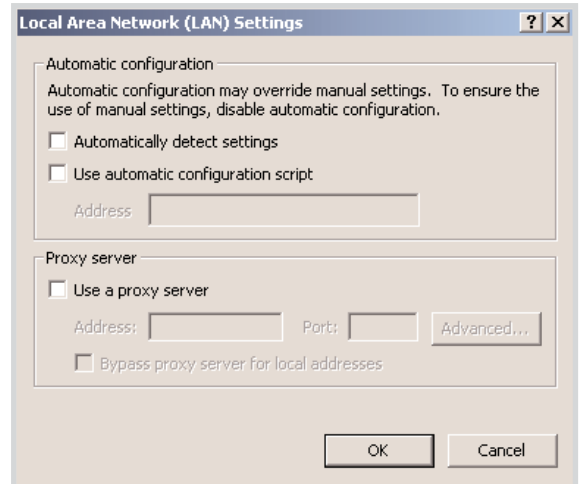 Local Area Network (LAN) Settings
Automatic configuration
Automatic configuration may override manual settings. To ensure the
use of manual settings, disable automatic configuration.
Automatically detect settings
Use automatic configuration script
Address
Proxy server
Use a proxy server
Address: Port: Advanced...
Bypass proxy server for local addresses
OK Cancel